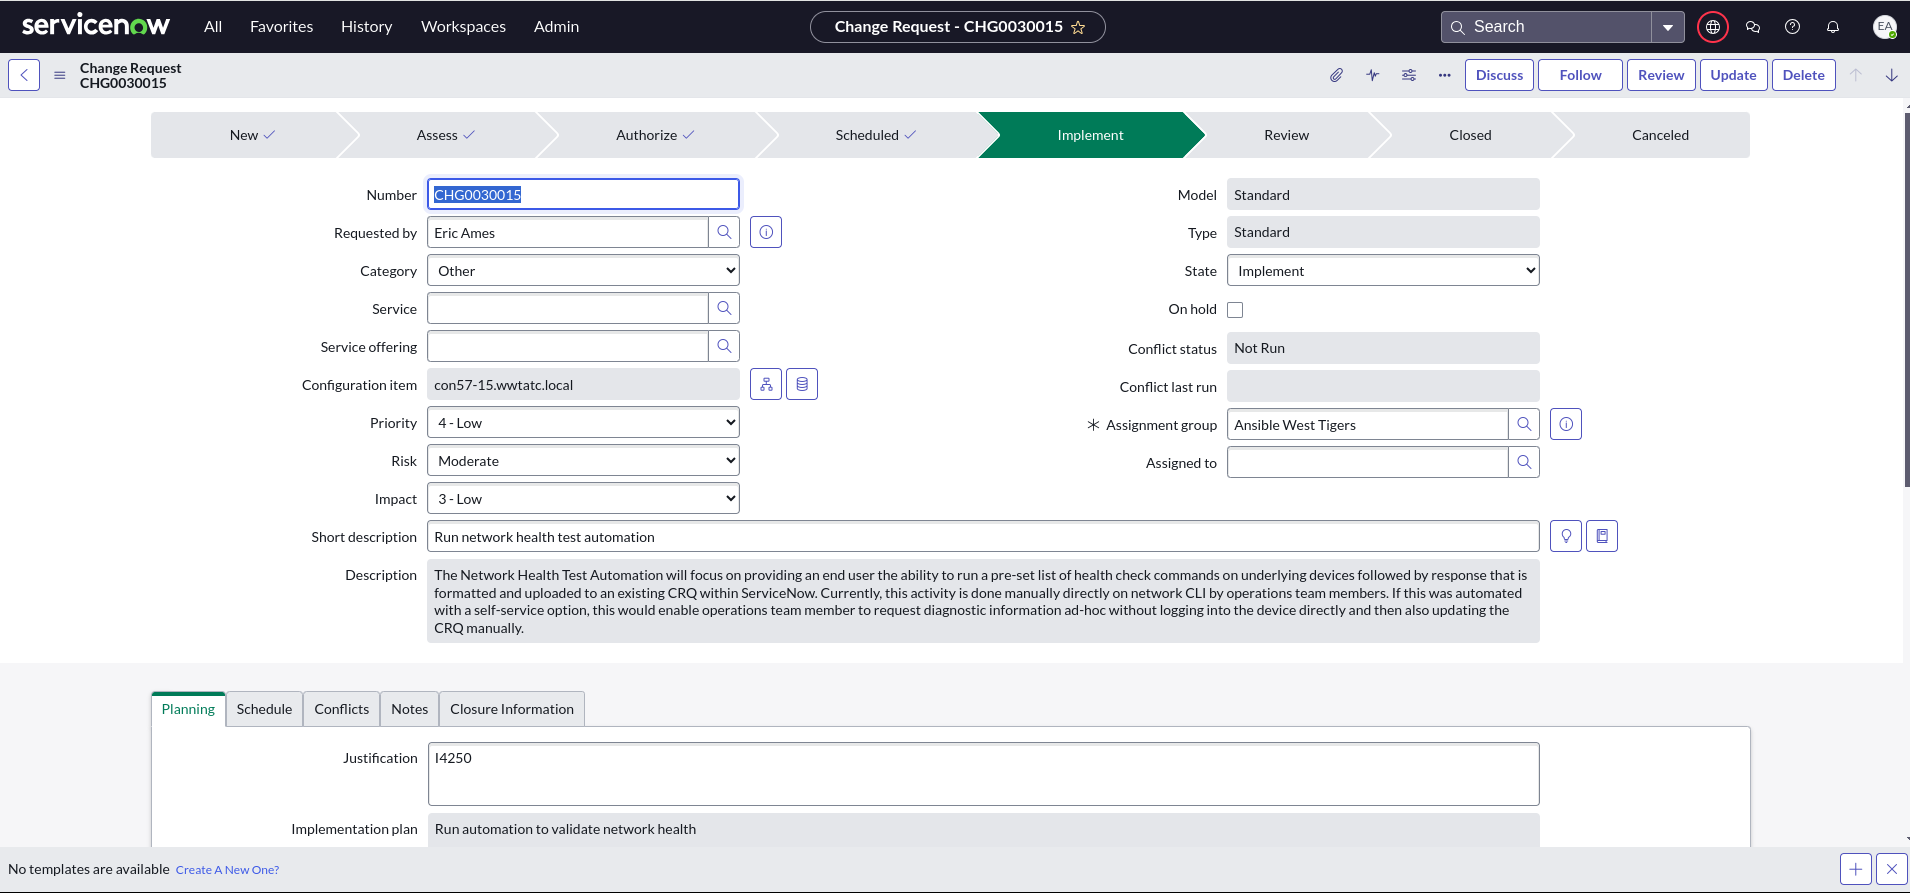 servicenow All Favorites History Workspaces Admin Change Request - CHG0030015 Search EA
Change Request
CHG0030015
Discuss Follow Review Update Delete
New Assess Authorize Scheduled Implement Review Closed Canceled
Number CHG0030015
Model Standard
Requested by Eric Ames
Type Standard
Category Other
State Implement
Service
On hold
Service offering
Conflict status Not Run
Configuration item con57-15.wwtatc.local
Conflict last run
Priority 4 - Low
Assignment group Ansible West Tigers
Risk Moderate
Assigned to
Impact 3 - Low
Short description Run network health test automation
Description The Network Health Test Automation will focus on providing an end user the ability to run a pre-set list of health check commands on underlying devices followed by response that is
formatted and uploaded to an existing CRQ within ServiceNow. Currently, this activity is done manually directly on network CLI by operations team members. If this was automated
with a self-service option, this would enable operations team member to request diagnostic information ad-hoc without logging into the device directly and then also updating the
CRQ manually.
Planning Schedule Conflicts Notes Closure Information
Justification I4250
Implementation plan Run automation to validate network health
No templates are available Create A New One?